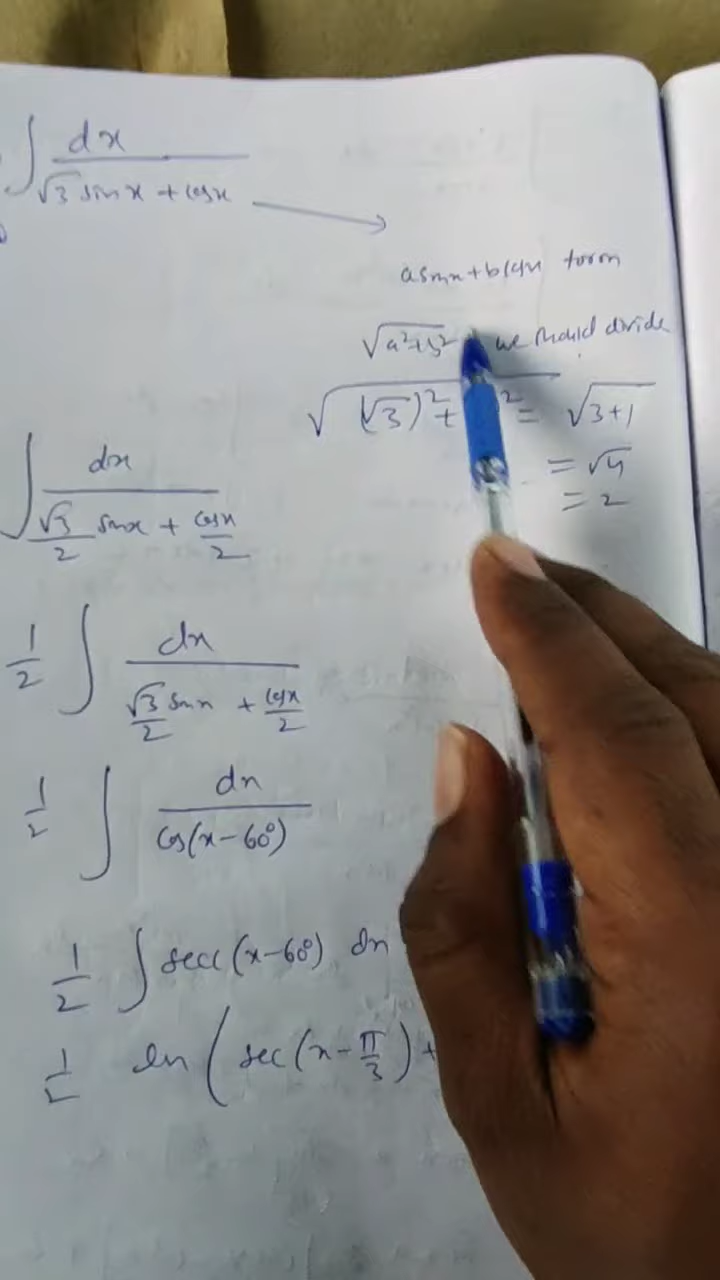 ∫ dx / (√3 sinx + cosx)
a sinx + b cosx form
√(a²+b²) we should divide
√((√3)²+ ² = √(3+1)
= √4
= 2
∫ dx / (√3/2 sinx + cosx/2)
1/2 ∫ dx / (√3/2 sinx + cosx/2)
1/2 ∫ dx / cos(x-60°)
1/2 ∫ sec(x-60°) dx
1/2 ln (sec(x-π/3) +